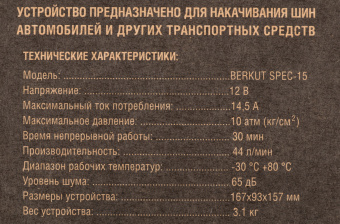 УСТРОЙСТВО ПРЕДНАЗНАЧЕНО ДЛЯ НАКАЧИВАНИЯ ШИН
АВТОМОБИЛЕЙ И ДРУГИХ ТРАНСПОРТНЫХ СРЕДСТВ
ТЕХНИЧЕСКИЕ ХАРАКТЕРИСТИКИ:
Модель: BERKUT SPEC-15
Напряжение: 12 В
Максимальный ток потребления: 14,5 А
Максимальное давление: 10 атм (кг/см²)
Время непрерывной работы: 30 мин
Производительность: 44 л/мин
Диапазон рабочих температур: -30 °C +80 °C
Уровень шума: 65 дБ
Размеры устройства: 167х93х157 мм
Вес устройства: 3.1 кг